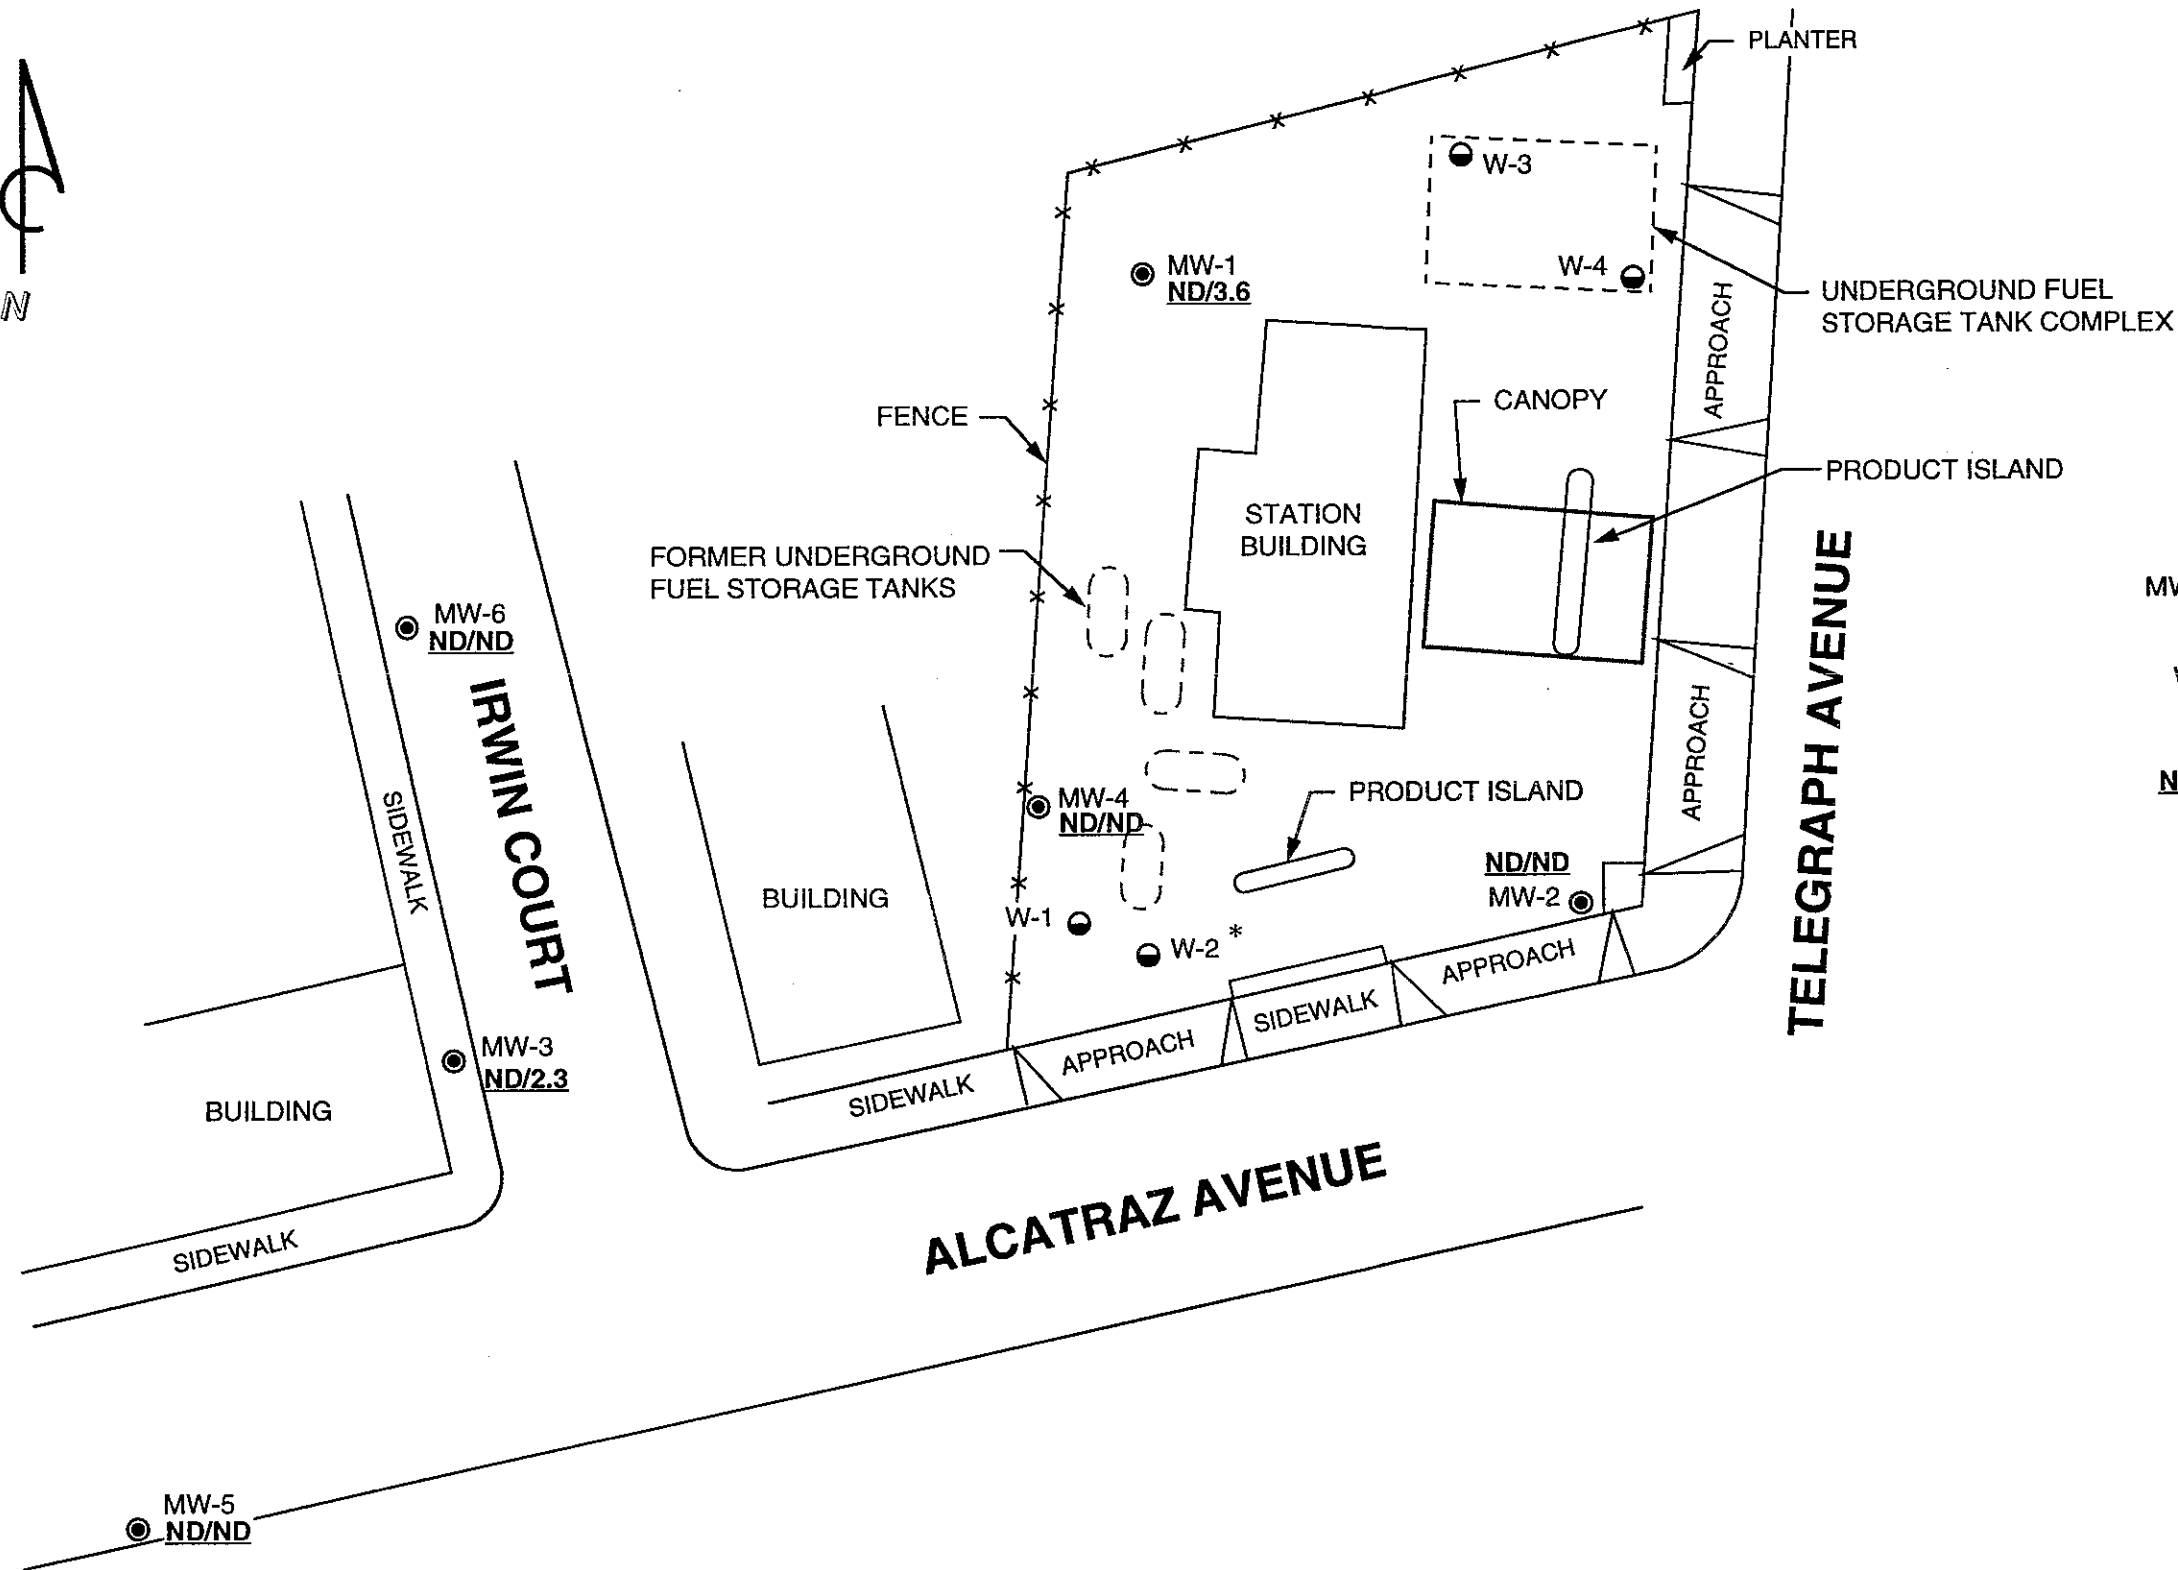 PLANTER
W-3
MW-1
ND/3.6
W-4
UNDERGROUND FUEL
STORAGE TANK COMPLEX
APPROACH
FENCE
CANOPY
PRODUCT ISLAND
STATION
BUILDING
FORMER UNDERGROUND
FUEL STORAGE TANKS
MW-6
ND/ND
IRWIN COURT
SIDEWALK
TELEGRAPH AVENUE
APPROACH
MW-4
ND/ND
PRODUCT ISLAND
BUILDING
ND/ND
MW-2
W-1
W-2 *
APPROACH
SIDEWALK
APPROACH
SIDEWALK
MW-3
ND/2.3
BUILDING
SIDEWALK
ALCATRAZ AVENUE
MW-5
ND/ND
N